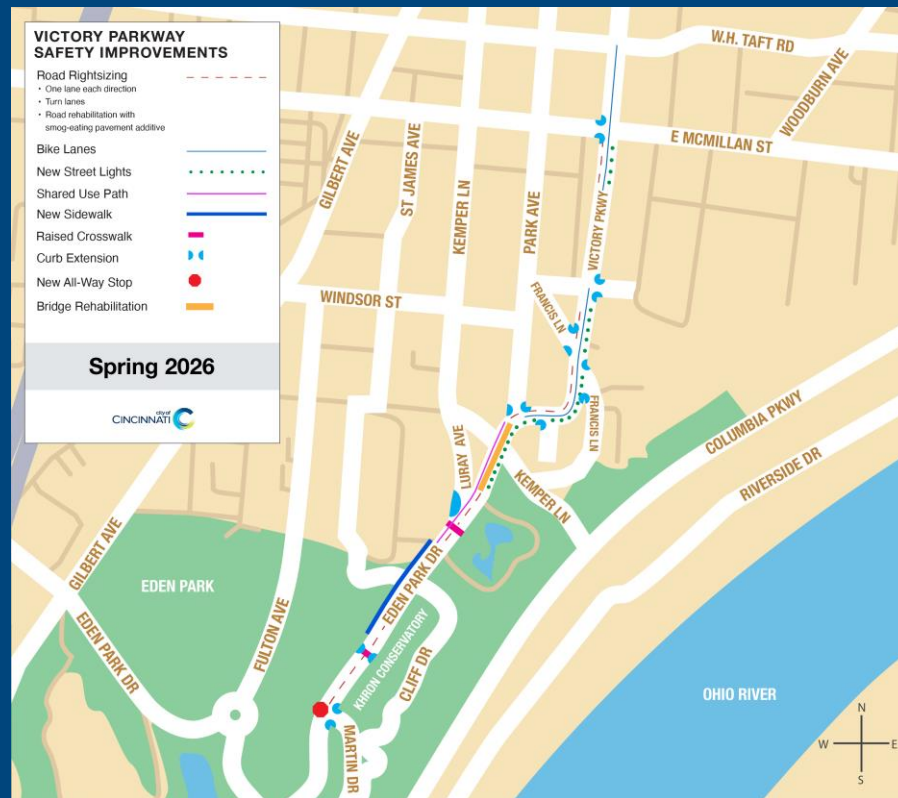 VICTORY PARKWAY
SAFETY IMPROVEMENTS
Road Rightsizing
• One lane each direction
• Turn lanes
• Road rehabilitation with
smog-eating pavement additive
Bike Lanes
New Street Lights
Shared Use Path
New Sidewalk
Raised Crosswalk
Curb Extension
New All-Way Stop
Bridge Rehabilitation
Spring 2026
city of
CINCINNATI
W.H. TAFT RD
WOODBURN AVE
E MCMILLAN ST
GILBERT AVE
ST JAMES AVE
KEMPER LN
PARK AVE
VICTORY PKWY
WINDSOR ST
FRANCIS LN
FRANCIS LN
COLUMBIA PKWY
RIVERSIDE DR
LURAY AVE
KEMPER LN
GILBERT AVE
EDEN PARK
EDEN PARK DR
EDEN PARK DR
FULTON AVE
KHRON CONSERVATORY
CLIFF DR
MARTIN DR
OHIO RIVER
N
W
E
S